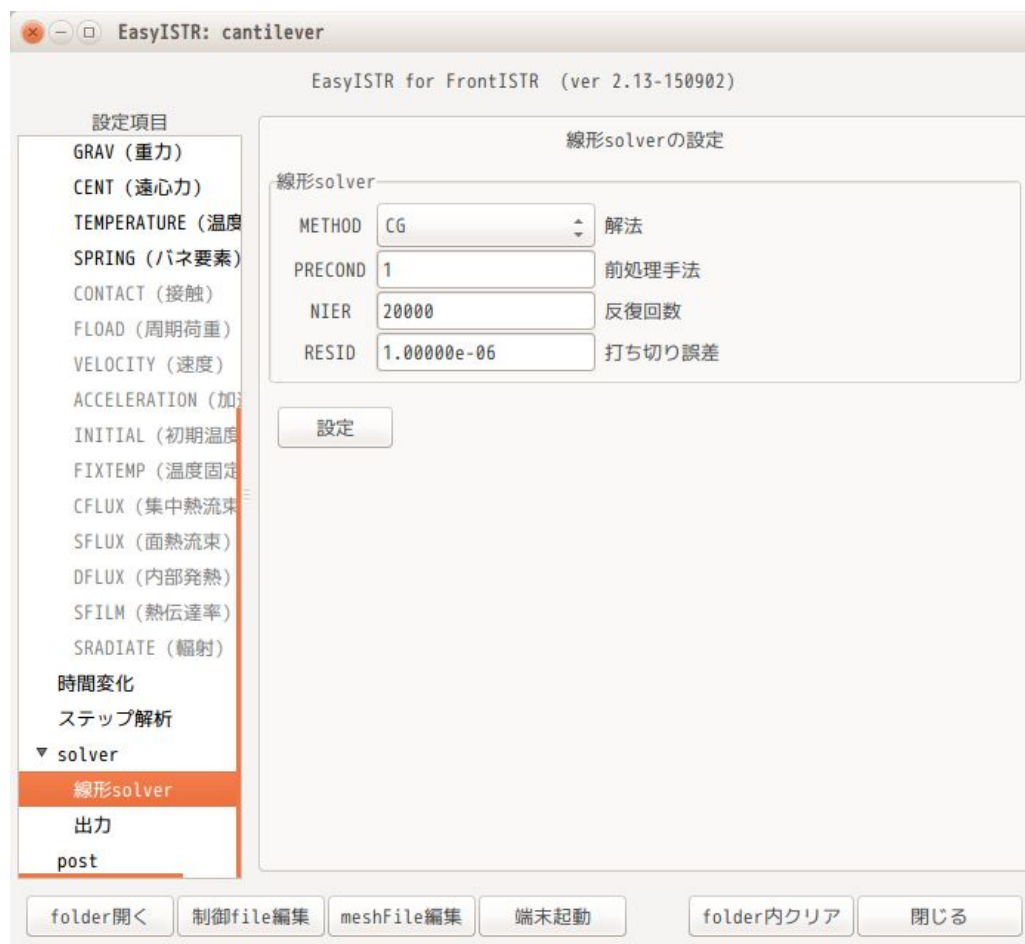 EasyISTR: cantilever
EasyISTR for FrontISTR (ver 2.13-150902)
設定項目
GRAV (重力)
CENT (遠心力)
TEMPERATURE (温度
SPRING (バネ要素)
CONTACT (接触)
FLOAD (周期荷重)
VELOCITY (速度)
ACCELERATION (加
INITIAL (初期温度
FIXTEMP (温度固定
CFLUX (集中熱流束
SFLUX (面熱流束)
DFLUX (内部発熱)
SFILM (熱伝達率)
SRADIATE (輻射)
時間変化
ステップ解析
solver
線形solver
出力
post
線形solverの設定
線形solver
METHOD CG 解法
PRECOND 1 前処理手法
NIER 20000 反復回数
RESID 1.00000e-06 打ち切り誤差
設定
folder開く 制御file編集 meshFile編集 端末起動 folder内クリア 閉じる